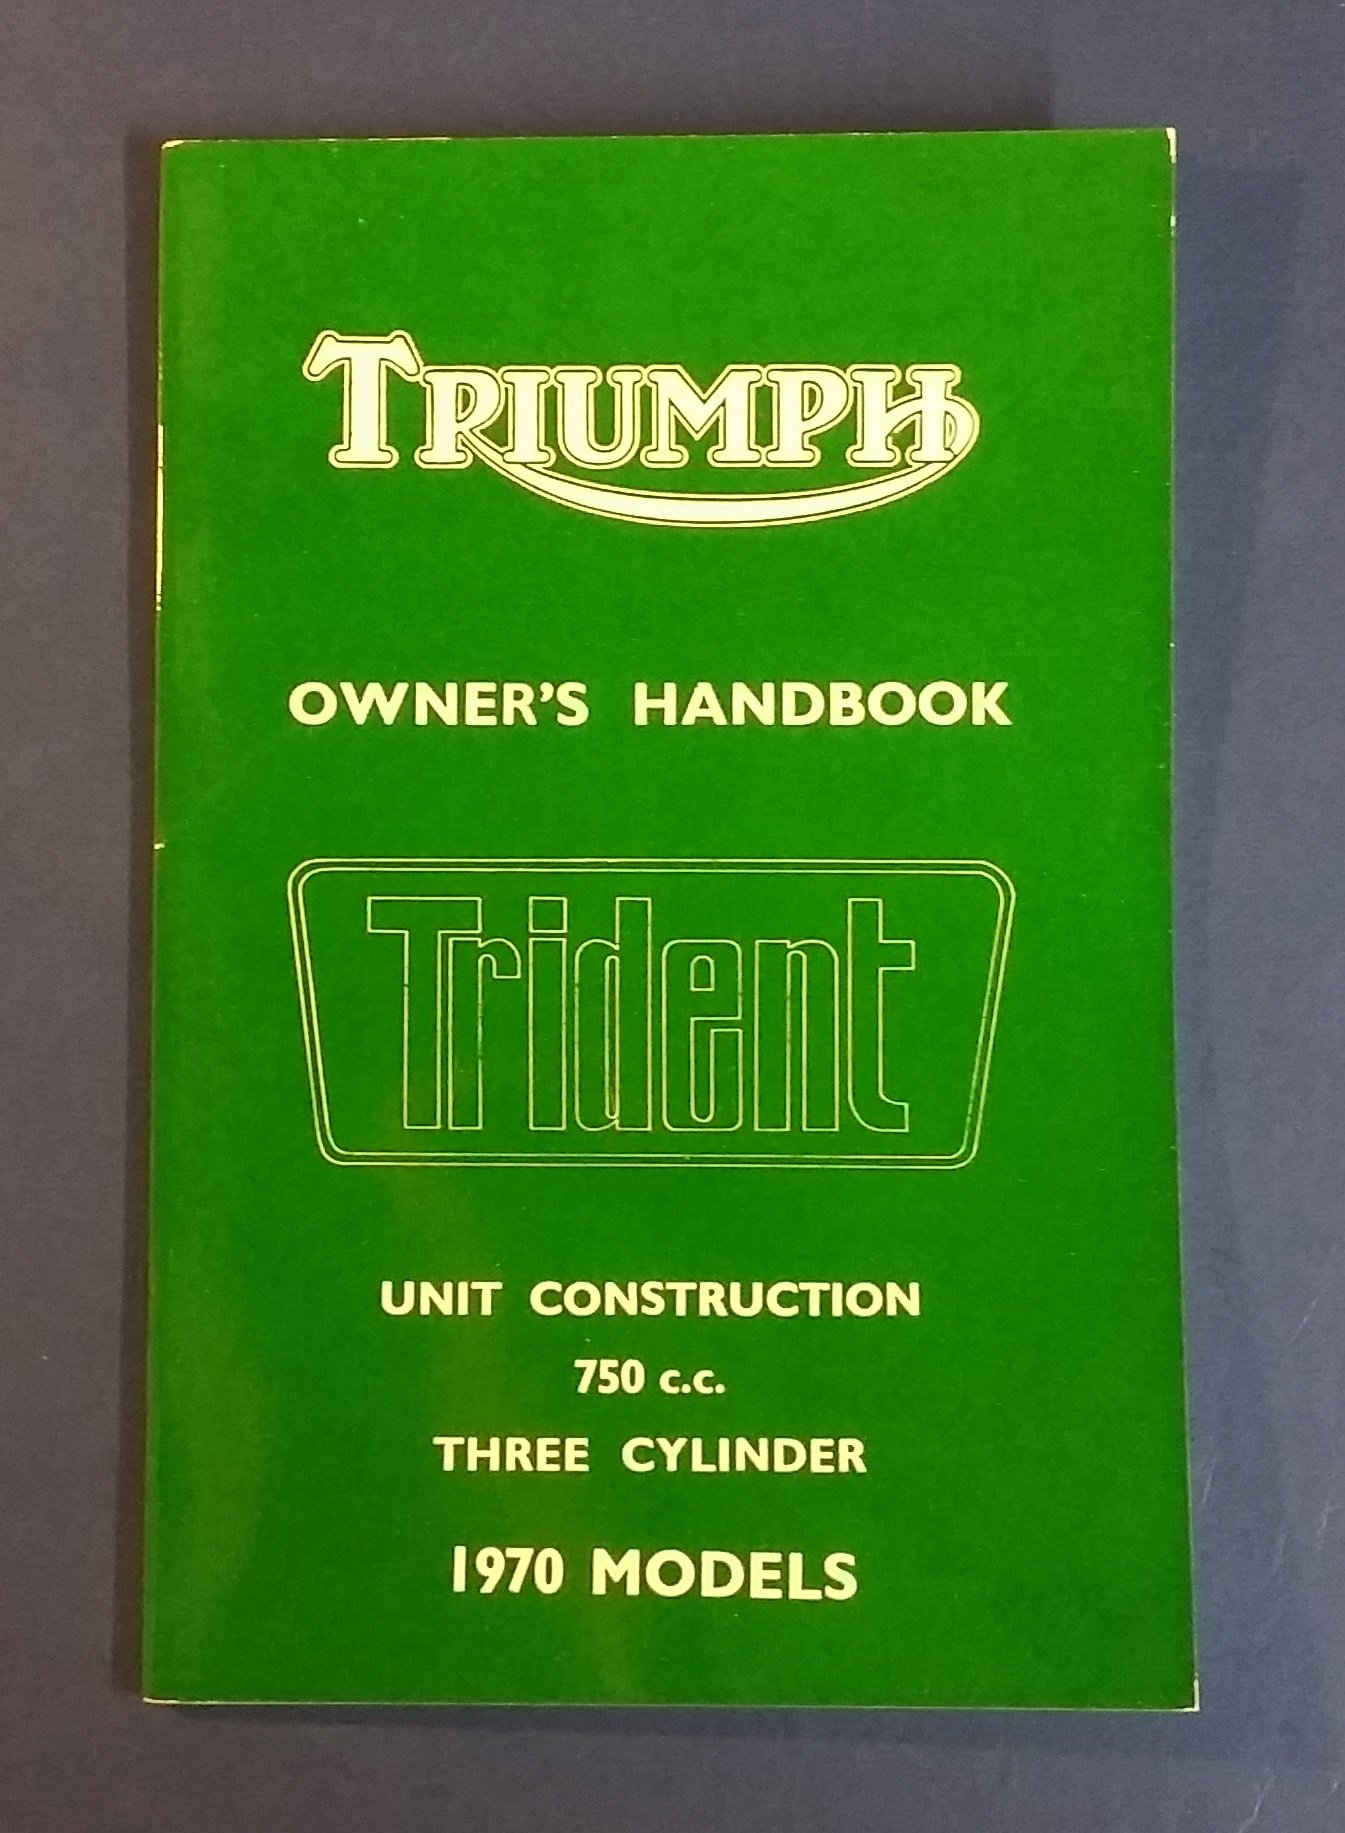 TRIUMPH
OWNER'S HANDBOOK
Trident
UNIT CONSTRUCTION
750 c.c.
THREE CYLINDER
1970 MODELS